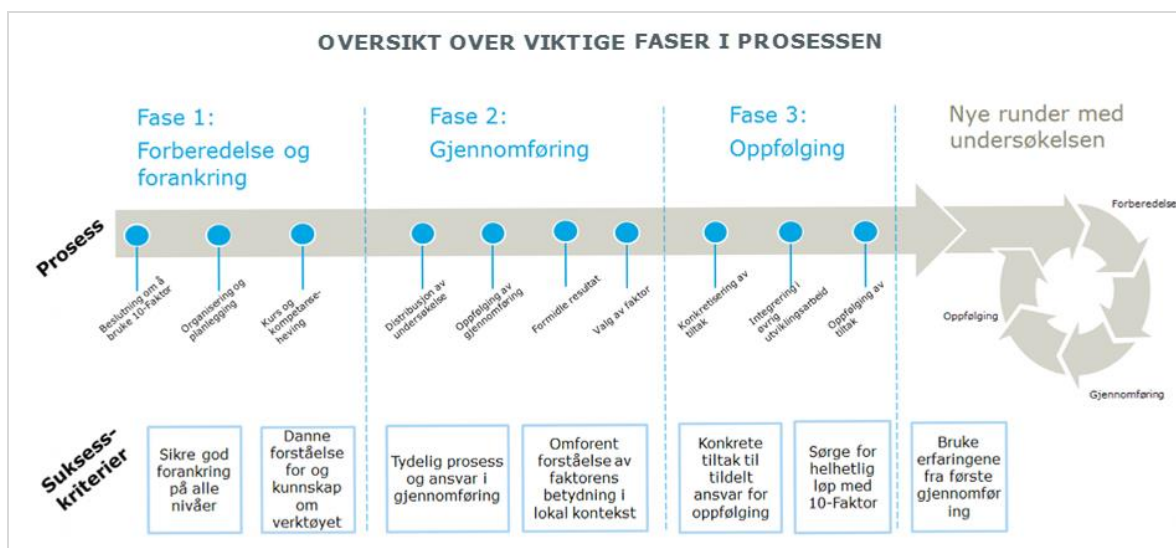 OVERSIKT OVER VIKTIGE FASER I PROSESSEN
Fase 1:
Forberedelse og
forankring
Fase 2:
Gjennomføring
Fase 3:
Oppfølging
Nye runder med
undersøkelsen
Prosess
Beslutning om å
bruke 10-Faktor
Organisering og
planlegging
Kurs og
kompetanse-
heving
Distribusjon av
undersøkelse
Oppfølging av
gjennomføring
Formidle resultat
Valg av faktor
Konkretisering av
tiltak
Integrering i
øvrig
utviklingsarbeid
Oppfølging av
tiltak
Forberedelse
Oppfølging
Gjennomføring
Suksess-
kriterier
Sikre god
forankring
på alle
nivåer
Danne
forståelse
for og
kunnskap
om
verktøyet
Tydelig prosess
og ansvar i
gjennomføring
Omforent
forståelse av
faktorens
betydning i
lokal kontekst
Konkrete
tiltak til
tildelt
ansvar for
oppfølging
Sørge for
helhetlig
løp med
10-Faktor
Bruke
erfaringene
fra første
gjennomfør
ing